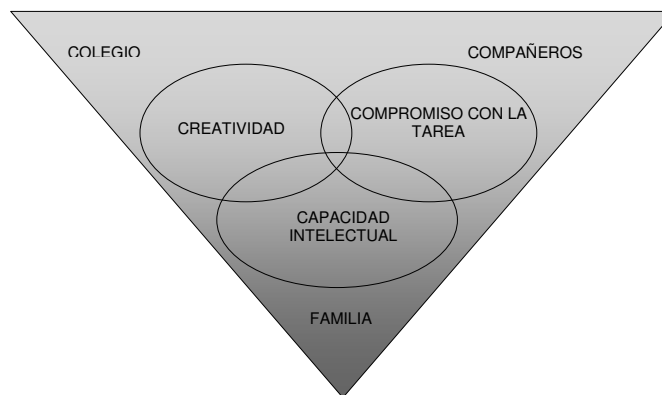 COLEGIO
COMPAÑEROS
CREATIVIDAD
COMPROMISO CON LA
TAREA
CAPACIDAD
INTELECTUAL
FAMILIA